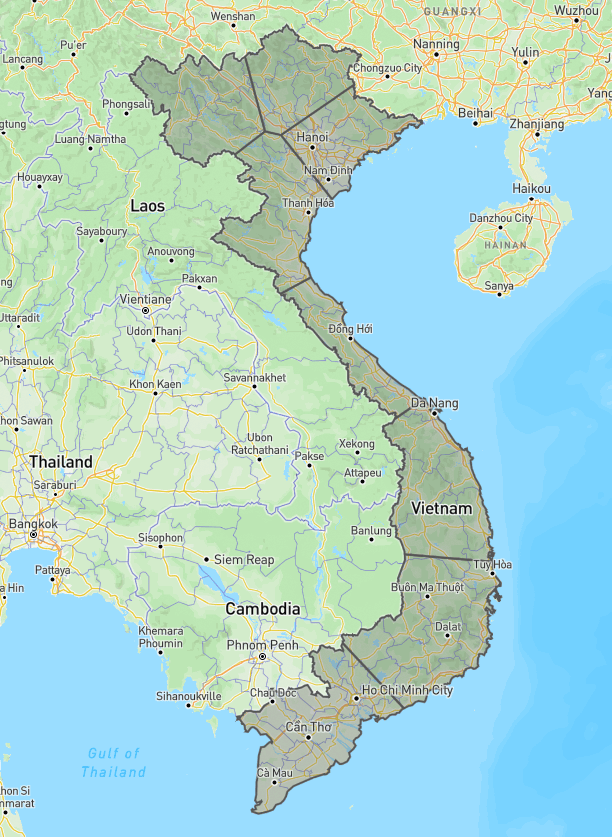 GUANGXI
Wuzhou
Wenshan
Pu'er
Nanning
Yulin
Lancang
Chongzuo City
Yang
Phongsali
Beihai
Zhanjiang
gtung
Hanoi
Luang Namtha
Nam Định
Houayxay
Haikou
Laos
Thanh Hóa
Danzhou City
Sayaboury
HAINAN
Anouvong
Pakxan
Sanya
Vientiane
Uttaradit
Udon Thani
Đồng Hới
Phitsanulok
Khon Kaen
Savannakhet
Da Nang
hon Sawan
Ubon
Ratchathani
Xekong
Pakse
Thailand
Attapeu
Saraburi
Vietnam
Bangkok
Banlung
Sisophon
Siem Reap
Tuy Hòa
Pattaya
a Hin
Buôn Ma Thuột
Cambodia
Khemara
Phoumin
Dalat
Phnom Penh
Sihanoukville
Chau Doc
Ho Chi Minh City
Cần Thơ
Gulf of
Thailand
Cà Mau
hon Si
mmarat